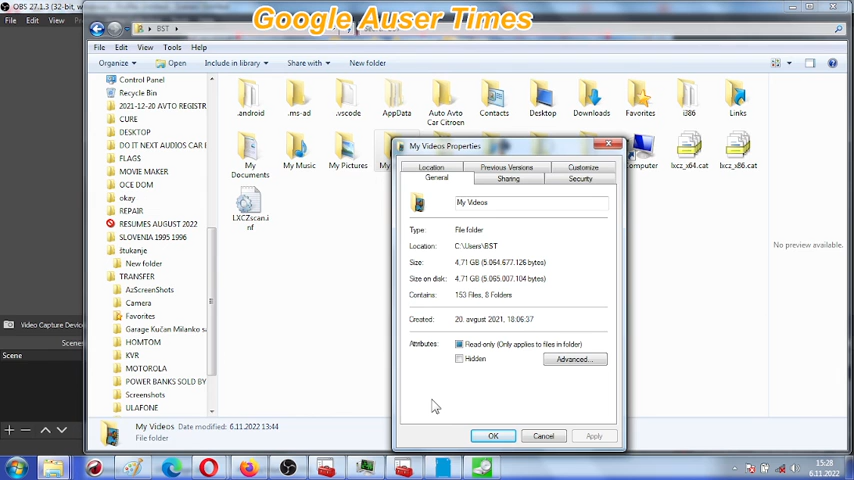 OBS 27.1.3 (32-bit,
Google Auser Times
File Edit View
BST
File Edit View Tools Help
Organize Open Include in library Share with New folder
Control Panel
Recycle Bin
2021-12-20 AVTO REGISTR
CURE
DESKTOP
DO IT NEXT AUDIOS CAR E
FLAGS
MOVIE MAKER
OCE DOM
okay
REPAIR
RESUMES AUGUST 2022
SLOVENIA 1995 1996
štukanje
New folder
TRANSFER
AzScreenShots
Camera
Favorites
Garage Kučan Milanko s
HOMTOM
KVR
MOTOROLA
POWER BANKS SOLD B
Screenshots
ULAFONE
.android
.ms-ad
.vscode
AppData
Auto Avto
Car Citroen
Contacts
Desktop
Downloads
Favorites
i386
Links
My
Documents
My Music
My Pictures
My
Computer
lxcz_x64.cat
lxcz_x86.cat
LXCZscan.i
nf
My Videos Properties
Location Previous Versions Customize
General Sharing Security
My Videos
Type: File folder
Location: C:\Users\BST
Size: 4,71 GB (5.064.677.126 bytes)
Size on disk: 4,71 GB (5.065.007.104 bytes)
Contains: 153 Files, 8 Folders
Created: 20. avgust 2021, 18:06:37
Attributes: Read-only (Only applies to files in folder)
Hidden Advanced...
OK Cancel Apply
No preview available.
Video Capture Device
Scenes
Scene
My Videos Date modified: 6.11.2022 13:44
File folder
15:28
6.11.2022